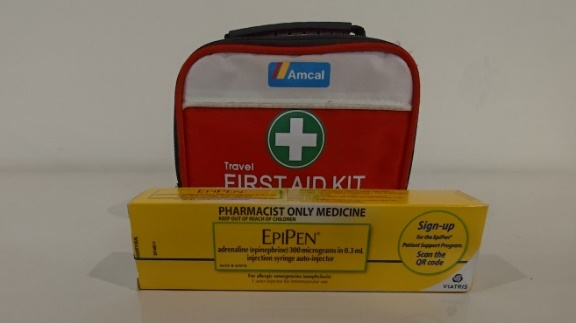 Amcal
Travel
FIRST AID KIT
EPIPEN
PHARMACIST ONLY MEDICINE
KEEP OUT OF REACH OF CHILDREN
EPIPEN®
adrenaline (epinephrine) 300 micrograms in 0.3 mL
injection syringe auto-injector
For allergic emergencies (anaphylaxis)
Sign-up
for the EpiPen®
Patient Support Program.
Scan the
QR code
VIATRIS